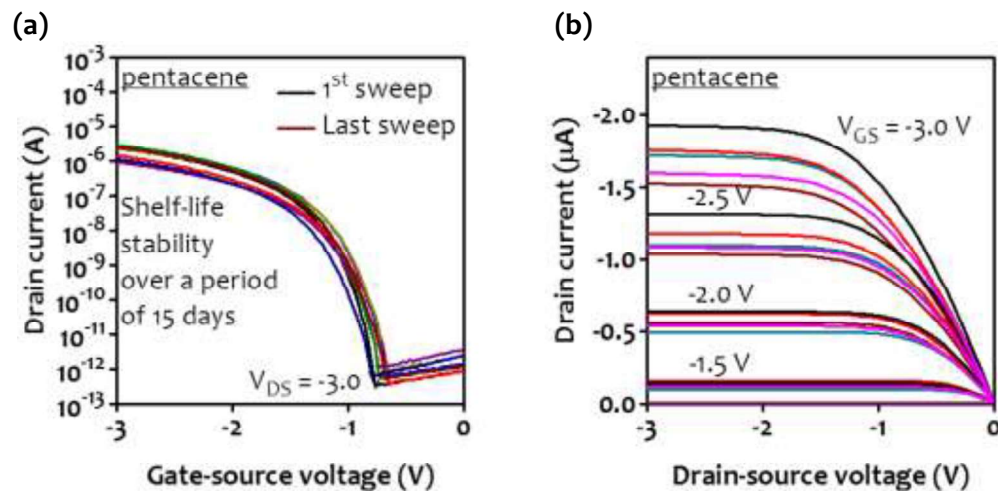 (a)
(b)
10⁻³
10⁻⁴
10⁻⁵
10⁻⁶
10⁻⁷
10⁻⁸
10⁻⁹
10⁻¹⁰
10⁻¹¹
10⁻¹²
10⁻¹³
Drain current (A)
pentacene
1ˢᵗ sweep
Last sweep
Shelf-life
stability
over a period
of 15 days
V_DS = -3.0
-3 -2 -1 0
Gate-source voltage (V)
-2.0
-1.5
-1.0
-0.5
0.0
Drain current (µA)
pentacene
V_GS = -3.0 V
-2.5 V
-2.0 V
-1.5 V
-3 -2 -1 0
Drain-source voltage (V)